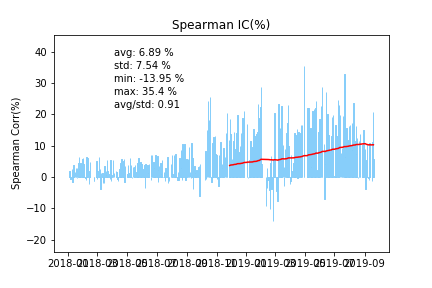 Spearman IC(%)
avg: 6.89 %
std: 7.54 %
min: -13.95 %
max: 35.4 %
avg/std: 0.91
Spearman Corr(%)
40
30
20
10
0
−10
−20
2018-01 2018-03 2018-05 2018-07 2018-09 2018-11 2019-01 2019-03 2019-05 2019-07 2019-09